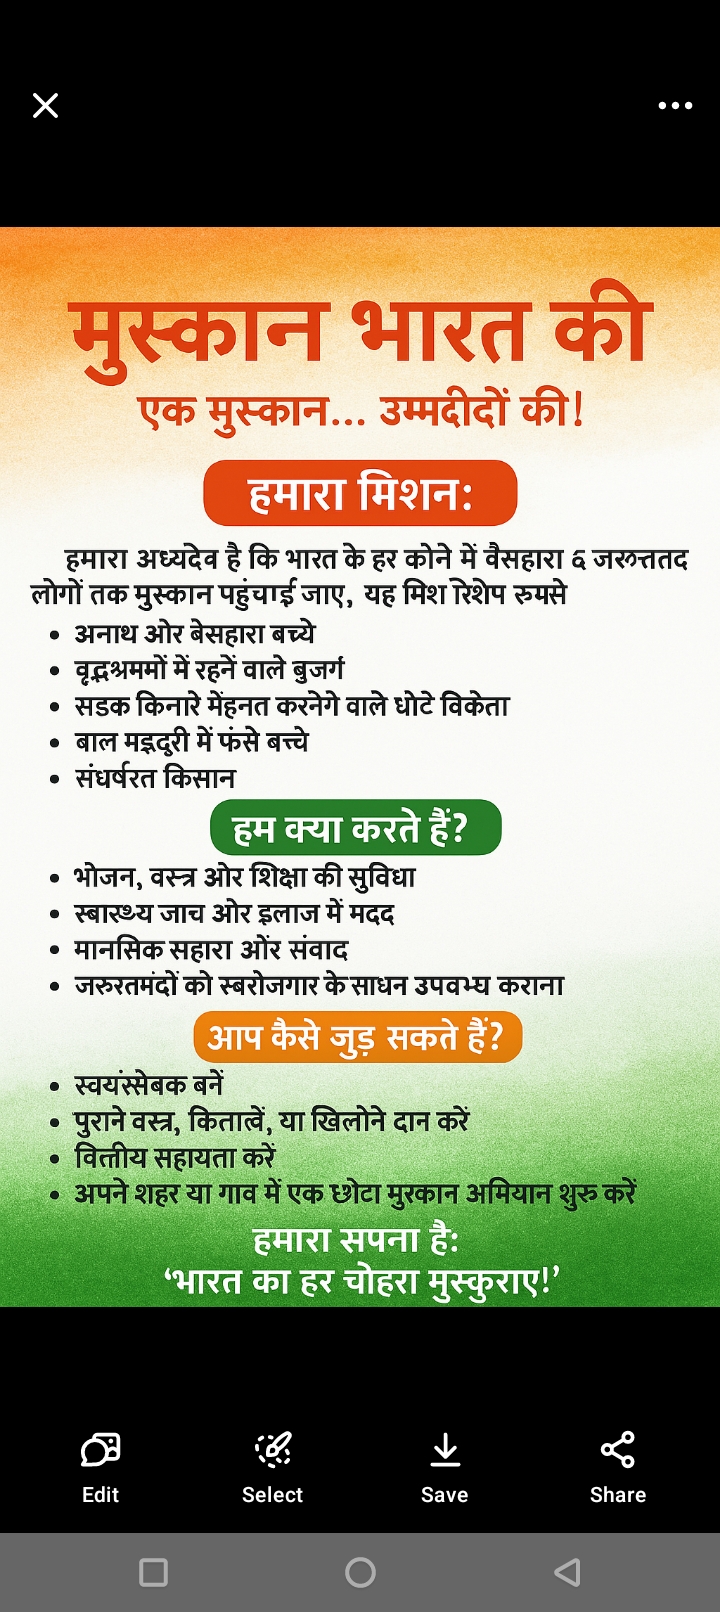 मुस्कान भारत की
एक मुस्कान... उम्मदीदों की!
हमारा मिशन:
हमारा अध्यदेव है कि भारत के हर कोने में वैसहारा जरूत्ततद
लोगों तक मुस्कान पहुंचाई जाए, यह मिश रिशेप रुमसे
• अनाथ ओर बेसहारा बच्ये
• वृद्धश्रममों में रहनें वाले बुजर्ग
• सडक किनारे मेंहनत करनेगे वाले धोटे विकेता
• बाल मइदुरी में फंसे बच्चे
• संधर्षरत किसान
हम क्या करते हैं?
• भोजन, वस्त्र ओर शिक्षा की सुविधा
• स्बास्थ्य जाच ओर इलाज में मदद
• मानसिक सहारा ओंर संवाद
• जरुरतमंदों को स्बरोजगार के साधन उपवभ्घ कराना
आप कैसे जुड़ सकते हैं?
• स्वयंस्सेबक बनें
• पुराने वस्त्र, कितावें, या खिलोने दान करें
• वित्तीय सहायता करें
• अपने शहर या गाव में एक छोटा मुरकान अमियान शुरु करें
हमारा सपना है:
‘भारत का हर चोहरा मुस्कुराए!’
Edit
Select
Save
Share